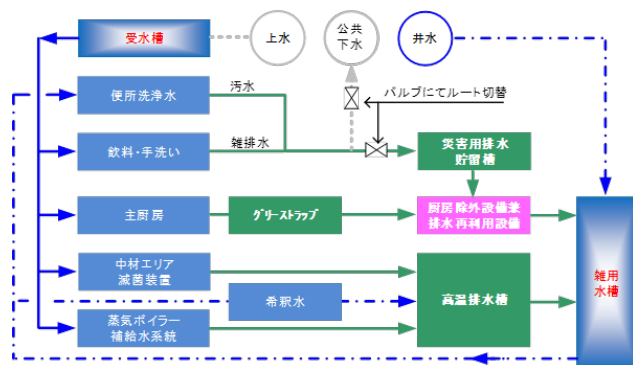 受水槽
上水
公共
下水
井水
便所洗浄水
汚水
バルブにてルート切替
飲料・手洗い
雑排水
災害用排水
貯留槽
主厨房
グリーストラップ
厨房除外設備兼
排水再利用設備
雑用
水槽
中材エリア
滅菌装置
希釈水
高温排水槽
蒸気ボイラー
補給水系統